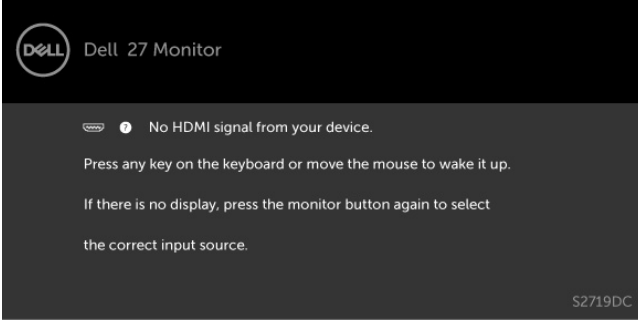 DELL
Dell 27 Monitor
? No HDMI signal from your device.
Press any key on the keyboard or move the mouse to wake it up.
If there is no display, press the monitor button again to select
the correct input source.
S2719DC